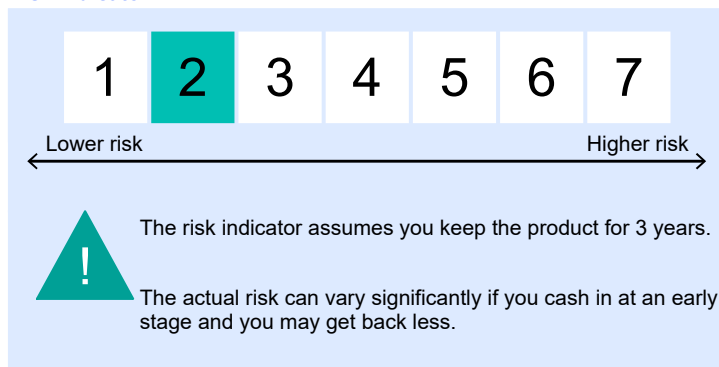 1 2 3 4 5 6 7
Lower risk Higher risk
!
The risk indicator assumes you keep the product for 3 years.
The actual risk can vary significantly if you cash in at an early
stage and you may get back less.